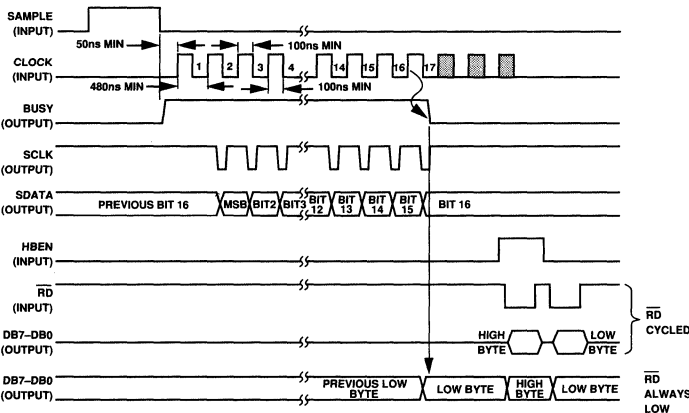 SAMPLE
(INPUT)
50ns MIN
100ns MIN
CLOCK
(INPUT)
1 2 3 4 14 15 16 17
480ns MIN
100ns MIN
BUSY
(OUTPUT)
SCLK
(OUTPUT)
SDATA
(OUTPUT)
PREVIOUS BIT 16
MSB
BIT2
BIT3
BIT
12
BIT
13
BIT
14
BIT
15
BIT 16
HBEN
(INPUT)
RD
(INPUT)
RD
CYCLED
DB7–DB0
(OUTPUT)
HIGH
BYTE
LOW
BYTE
DB7–DB0
(OUTPUT)
PREVIOUS LOW
BYTE
LOW BYTE
HIGH
BYTE
LOW BYTE
RD
ALWAYS
LOW